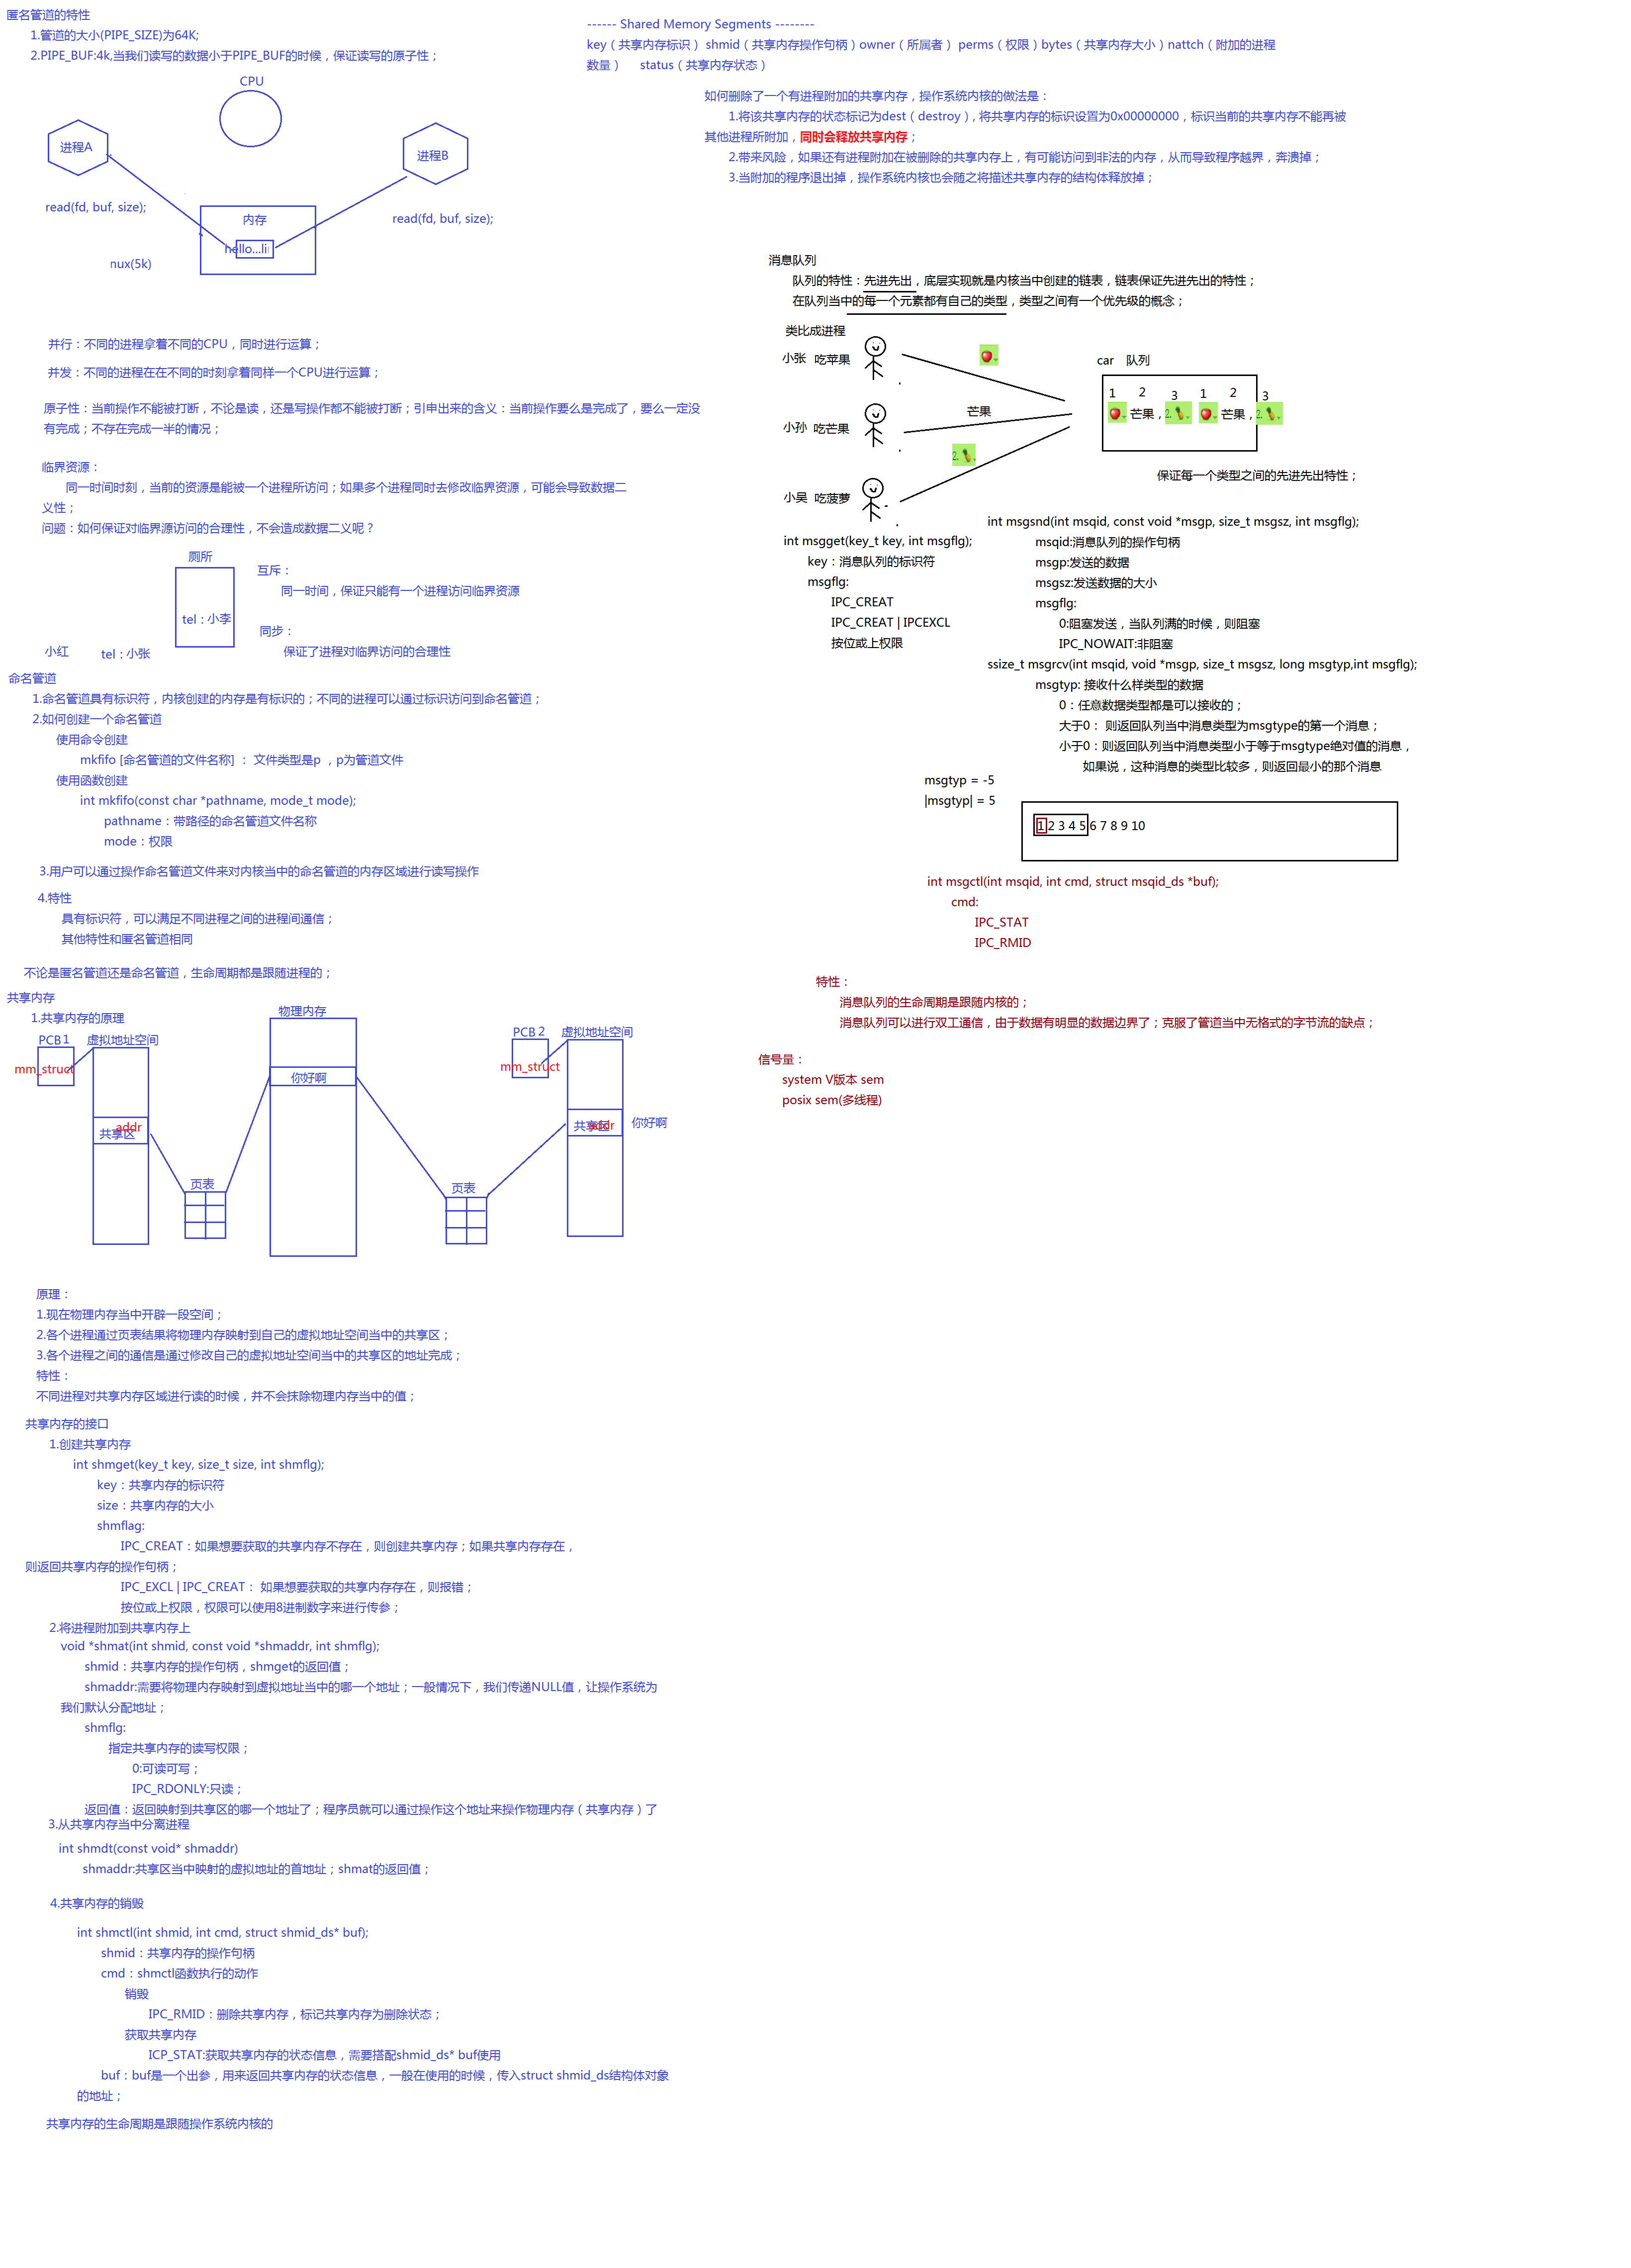 匿名管道的特性
1.管道的大小(PIPE_SIZE)为64K;
2.PIPE_BUF:4k,当我们读写的数据小于PIPE_BUF的时候，保证读写的原子性；
CPU
进程A
进程B
read(fd, buf, size);
内存
read(fd, buf, size);
hello...li
nux(5k)
并行：不同的进程拿着不同的CPU，同时进行运算；
并发：不同的进程在在不同的时刻拿着同样一个CPU进行运算；
原子性：当前操作不能被打断，不论是读，还是写操作都不能被打断；引申出来的含义：当前操作要么是完成了，要么一定没
有完成；不存在完成一半的情况；
临界资源：
同一时间时刻，当前的资源是能被一个进程所访问；如果多个进程同时去修改临界资源，可能会导致数据二
义性；
问题：如何保证对临界源访问的合理性，不会造成数据二义呢？
厕所
互斥：
同一时间，保证只能有一个进程访问临界资源
tel：小李
同步：
保证了进程对临界访问的合理性
小红
tel：小张
命名管道
1.命名管道具有标识符，内核创建的内存是有标识的；不同的进程可以通过标识访问到命名管道；
2.如何创建一个命名管道
使用命令创建
mkfifo [命名管道的文件名称] ： 文件类型是p ，p为管道文件
使用函数创建
int mkfifo(const char *pathname, mode_t mode);
pathname：带路径的命名管道文件名称
mode：权限
3.用户可以通过操作命名管道文件来对内核当中的命名管道的内存区域进行读写操作
4.特性
具有标识符，可以满足不同进程之间的进程间通信；
其他特性和匿名管道相同
不论是匿名管道还是命名管道，生命周期都是跟随进程的；
共享内存
1.共享内存的原理
物理内存
PCB1
虚拟地址空间
PCB2
虚拟地址空间
mm_struct
mm_struct
你好啊
共享区
addr
共享区
addr
你好啊
页表
页表
原理：
1.现在物理内存当中开辟一段空间；
2.各个进程通过页表结果将物理内存映射到自己的虚拟地址空间当中的共享区；
3.各个进程之间的通信是通过修改自己的虚拟地址空间当中的共享区的地址完成；
特性：
不同进程对共享内存区域进行读的时候，并不会抹除物理内存当中的值；
共享内存的接口
1.创建共享内存
int shmget(key_t key, size_t size, int shmflg);
key：共享内存的标识符
size：共享内存的大小
shmflag:
IPC_CREAT：如果想要获取的共享内存不存在，则创建共享内存；如果共享内存存在，
则返回共享内存的操作句柄；
IPC_EXCL | IPC_CREAT： 如果想要获取的共享内存存在，则报错；
按位或上权限，权限可以使用8进制数字来进行传参；
2.将进程附加到共享内存上
void *shmat(int shmid, const void *shmaddr, int shmflg);
shmid：共享内存的操作句柄，shmget的返回值；
shmaddr:需要将物理内存映射到虚拟地址当中的哪一个地址；一般情况下，我们传递NULL值，让操作系统为
我们默认分配地址；
shmflg:
指定共享内存的读写权限；
0:可读可写；
IPC_RDONLY:只读；
返回值：返回映射到共享区的哪一个地址了；程序员就可以通过操作这个地址来操作物理内存（共享内存）了
3.从共享内存当中分离进程
int shmdt(const void* shmaddr)
shmaddr:共享区当中映射的虚拟地址的首地址；shmat的返回值；
4.共享内存的销毁
int shmctl(int shmid, int cmd, struct shmid_ds* buf);
shmid：共享内存的操作句柄
cmd：shmctl函数执行的动作
销毁
IPC_RMID：删除共享内存，标记共享内存为删除状态；
获取共享内存
ICP_STAT:获取共享内存的状态信息，需要搭配shmid_ds* buf使用
buf：buf是一个出参，用来返回共享内存的状态信息，一般在使用的时候，传入struct shmid_ds结构体对象
的地址；
共享内存的生命周期是跟随操作系统内核的
------ Shared Memory Segments --------
key（共享内存标识） shmid（共享内存操作句柄）owner（所属者） perms（权限）bytes（共享内存大小）nattch（附加的进程
数量） status（共享内存状态）
如何删除了一个有进程附加的共享内存，操作系统内核的做法是：
1.将该共享内存的状态标记为dest（destroy），将共享内存的标识设置为0x00000000，标识当前的共享内存不能再被
其他进程所附加，同时会释放共享内存；
2.带来风险，如果还有进程附加在被删除的共享内存上，有可能访问到非法的内存，从而导致程序越界，奔溃掉；
3.当附加的程序退出掉，操作系统内核也会随之将描述共享内存的结构体释放掉；
消息队列
队列的特性：先进先出，底层实现就是内核当中创建的链表，链表保证先进先出的特性；
在队列当中的每一个元素都有自己的类型，类型之间有一个优先级的概念；
类比成进程
小张 吃苹果
car 队列
1 2 3 1 2 3
芒果， 2. 芒果， 2.
芒果
小孙 吃芒果
2.
保证每一个类型之间的先进先出特性；
小吴 吃菠萝
int msgget(key_t key, int msgflg);
key：消息队列的标识符
msgflg:
IPC_CREAT
IPC_CREAT | IPCEXCL
按位或上权限
int msgsnd(int msqid, const void *msgp, size_t msgsz, int msgflg);
msqid:消息队列的操作句柄
msgp:发送的数据
msgsz:发送数据的大小
msgflg:
0:阻塞发送，当队列满的时候，则阻塞
IPC_NOWAIT:非阻塞
ssize_t msgrcv(int msqid, void *msgp, size_t msgsz, long msgtyp,int msgflg);
msgtyp: 接收什么样类型的数据
0：任意数据类型都是可以接收的；
大于0： 则返回队列当中消息类型为msgtype的第一个消息；
小于0：则返回队列当中消息类型小于等于msgtype绝对值的消息，
如果说，这种消息的类型比较多，则返回最小的那个消息
msgtyp = -5
|msgtyp| = 5
1 2 3 4 5 6 7 8 9 10
int msgctl(int msqid, int cmd, struct msqid_ds *buf);
cmd:
IPC_STAT
IPC_RMID
特性：
消息队列的生命周期是跟随内核的；
消息队列可以进行双工通信，由于数据有明显的数据边界了；克服了管道当中无格式的字节流的缺点；
信号量：
system V版本 sem
posix sem(多线程)